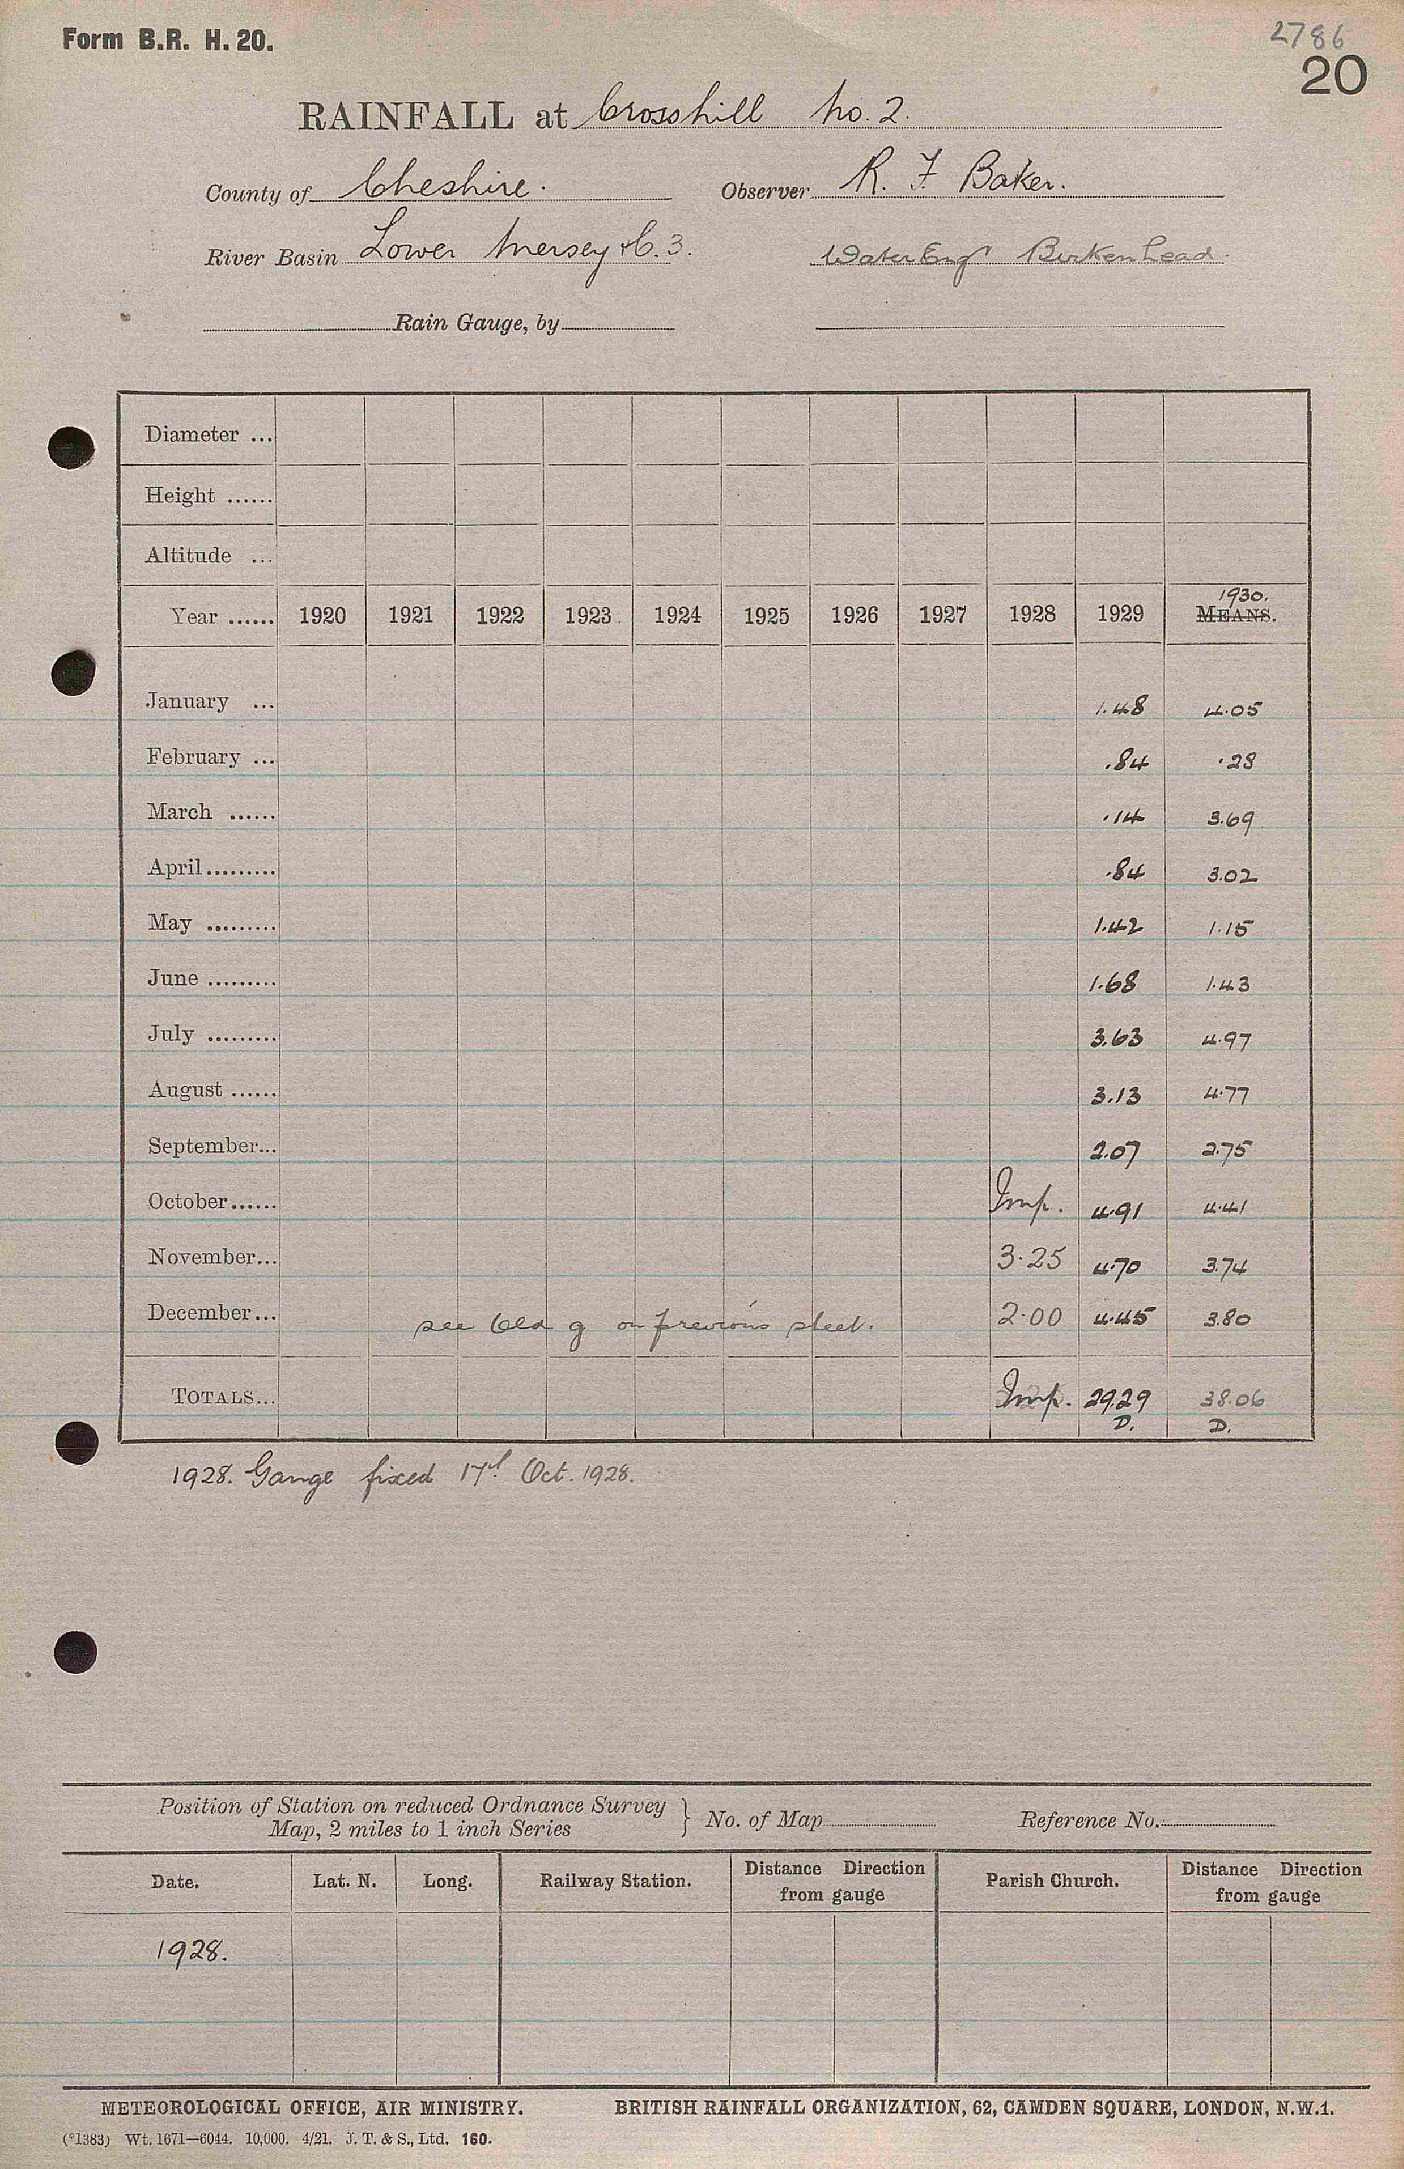 Form B.R. H. 20.
2786
20
RAINFALL at Crosshill No. 2.
County of Cheshire. Observer R. F. Baker.
River Basin Lower Mersey &c. 3. Water Engr Birkenhead.
Rain Gauge, by
Diameter ...
Height ......
Altitude ...
1930.
Year ...... 1920 1921 1922 1923 1924 1925 1926 1927 1928 1929 MEANS.
January ... 1.48 4.05
February ... .84 .28
March ...... .14 3.69
April ......... .84 3.02
May ......... 1.42 1.15
June ......... 1.68 1.43
July ......... 3.63 4.97
August ...... 3.13 4.77
September... 2.07 2.75
October ...... Imp. 4.91 4.41
November... 3.25 4.70 3.74
December... see Old g on previous sheet. 2.00 4.45 3.80
TOTALS... Imp. 29.29 38.06
D. D.
1928. Gauge fixed 17th Oct. 1928.
Position of Station on reduced Ordnance Survey
Map, 2 miles to 1 inch Series } No. of Map Reference No.
Date. Lat. N. Long. Railway Station. Distance Direction from gauge Parish Church. Distance Direction from gauge
1928.
METEOROLOGICAL OFFICE, AIR MINISTRY. BRITISH RAINFALL ORGANIZATION, 62, CAMDEN SQUARE, LONDON, N.W.1.
(*1383) Wt. 1671—6044. 10,000. 4/21. J. T. & S., Ltd. 160.